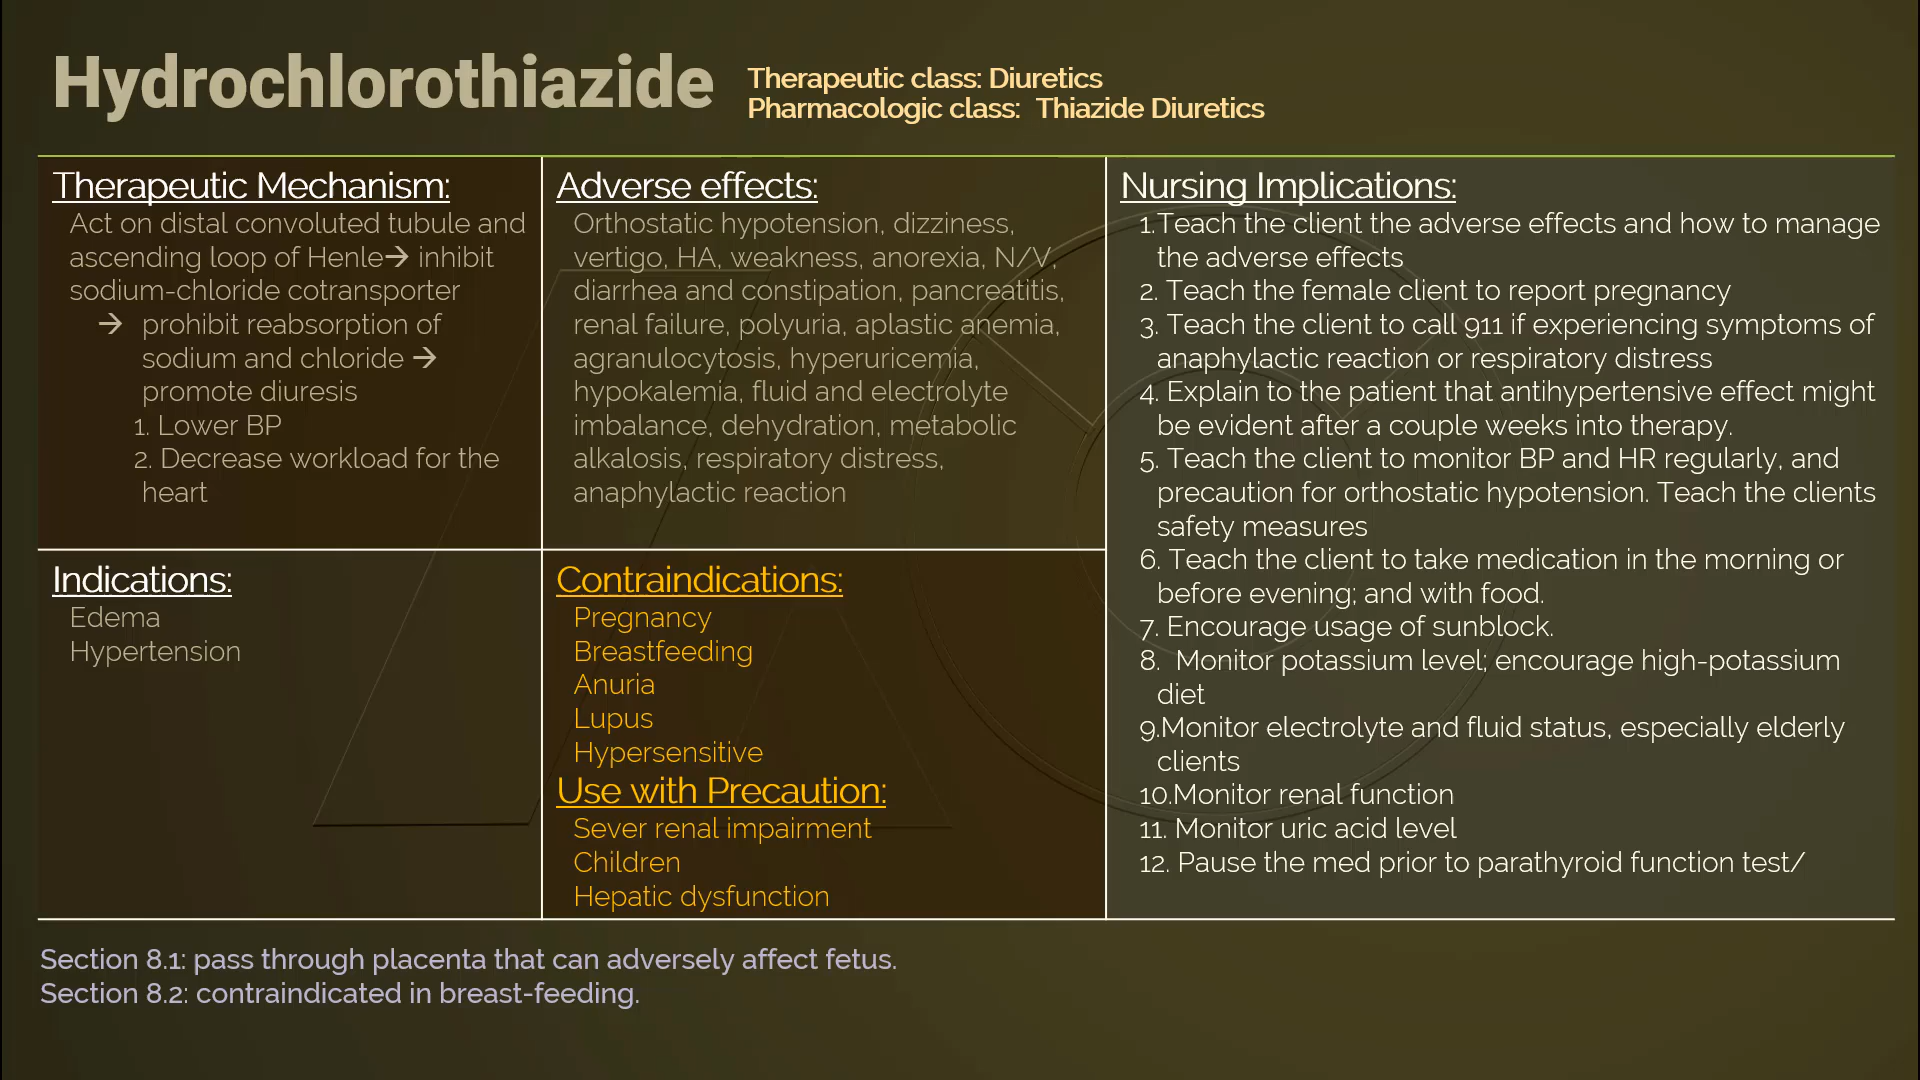 Hydrochlorothiazide
Therapeutic class: Diuretics
Pharmacologic class:  Thiazide Diuretics
Therapeutic Mechanism:
Act on distal convoluted tubule and
ascending loop of Henle→ inhibit
sodium-chloride cotransporter
→ prohibit reabsorption of
sodium and chloride →
promote diuresis
1. Lower BP
2. Decrease workload for the
heart
Adverse effects:
Orthostatic hypotension, dizziness,
vertigo, HA, weakness, anorexia, N/V,
diarrhea and constipation, pancreatitis,
renal failure, polyuria, aplastic anemia,
agranulocytosis, hyperuricemia,
hypokalemia, fluid and electrolyte
imbalance, dehydration, metabolic
alkalosis, respiratory distress,
anaphylactic reaction
Nursing Implications:
1.Teach the client the adverse effects and how to manage
the adverse effects
2. Teach the female client to report pregnancy
3. Teach the client to call 911 if experiencing symptoms of
anaphylactic reaction or respiratory distress
4. Explain to the patient that antihypertensive effect might
be evident after a couple weeks into therapy.
5. Teach the client to monitor BP and HR regularly, and
precaution for orthostatic hypotension. Teach the clients
safety measures
6. Teach the client to take medication in the morning or
before evening; and with food.
7. Encourage usage of sunblock.
8.  Monitor potassium level; encourage high-potassium
diet
9.Monitor electrolyte and fluid status, especially elderly
clients
10.Monitor renal function
11. Monitor uric acid level
12. Pause the med prior to parathyroid function test/
Indications:
Edema
Hypertension
Contraindications:
Pregnancy
Breastfeeding
Anuria
Lupus
Hypersensitive
Use with Precaution:
Sever renal impairment
Children
Hepatic dysfunction
Section 8.1: pass through placenta that can adversely affect fetus.
Section 8.2: contraindicated in breast-feeding.